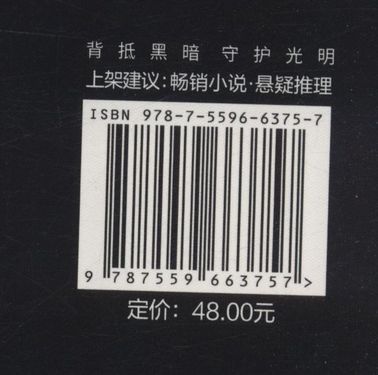 背抵黑暗 守护光明
上架建议：畅销小说·悬疑推理
ISBN 978-7-5596-6375-7
9 787559 663757 >
定价：48.00元